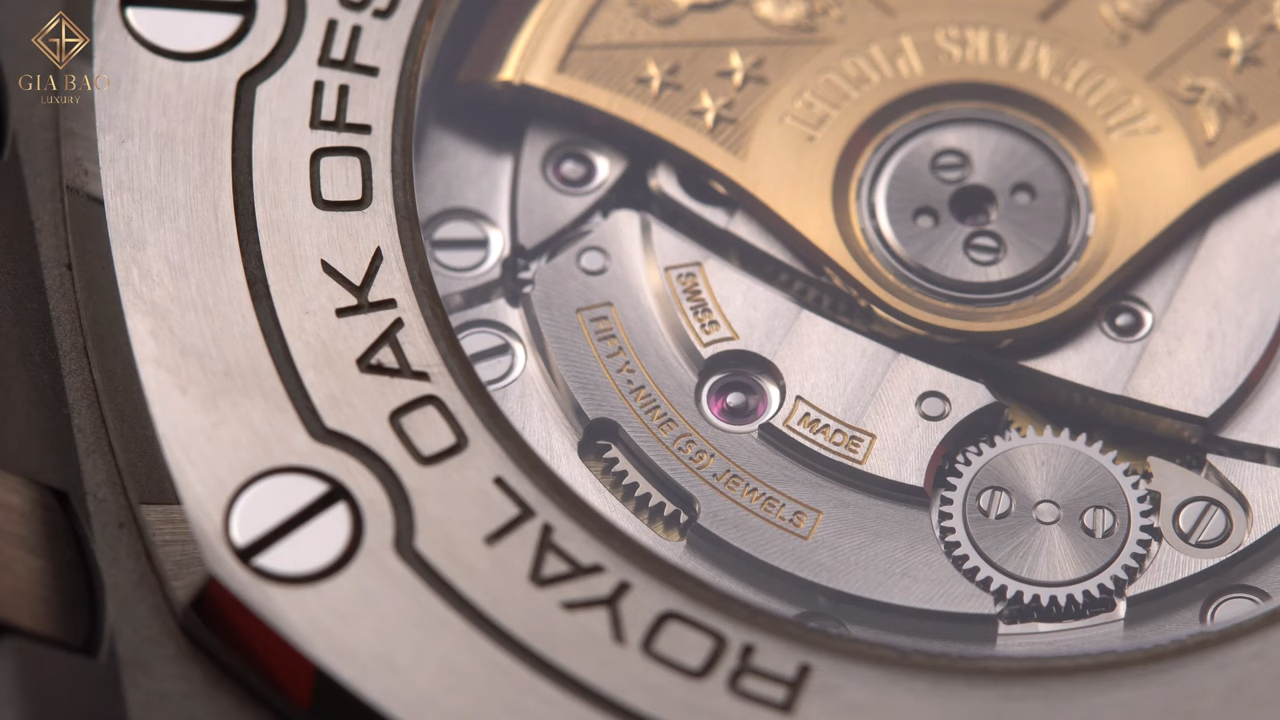 GIA BAO
LUXURY
AUDEMARS PIGUET
ROYAL OAK OFFS
SWISS
MADE
FIFTY-NINE (59) JEWELS